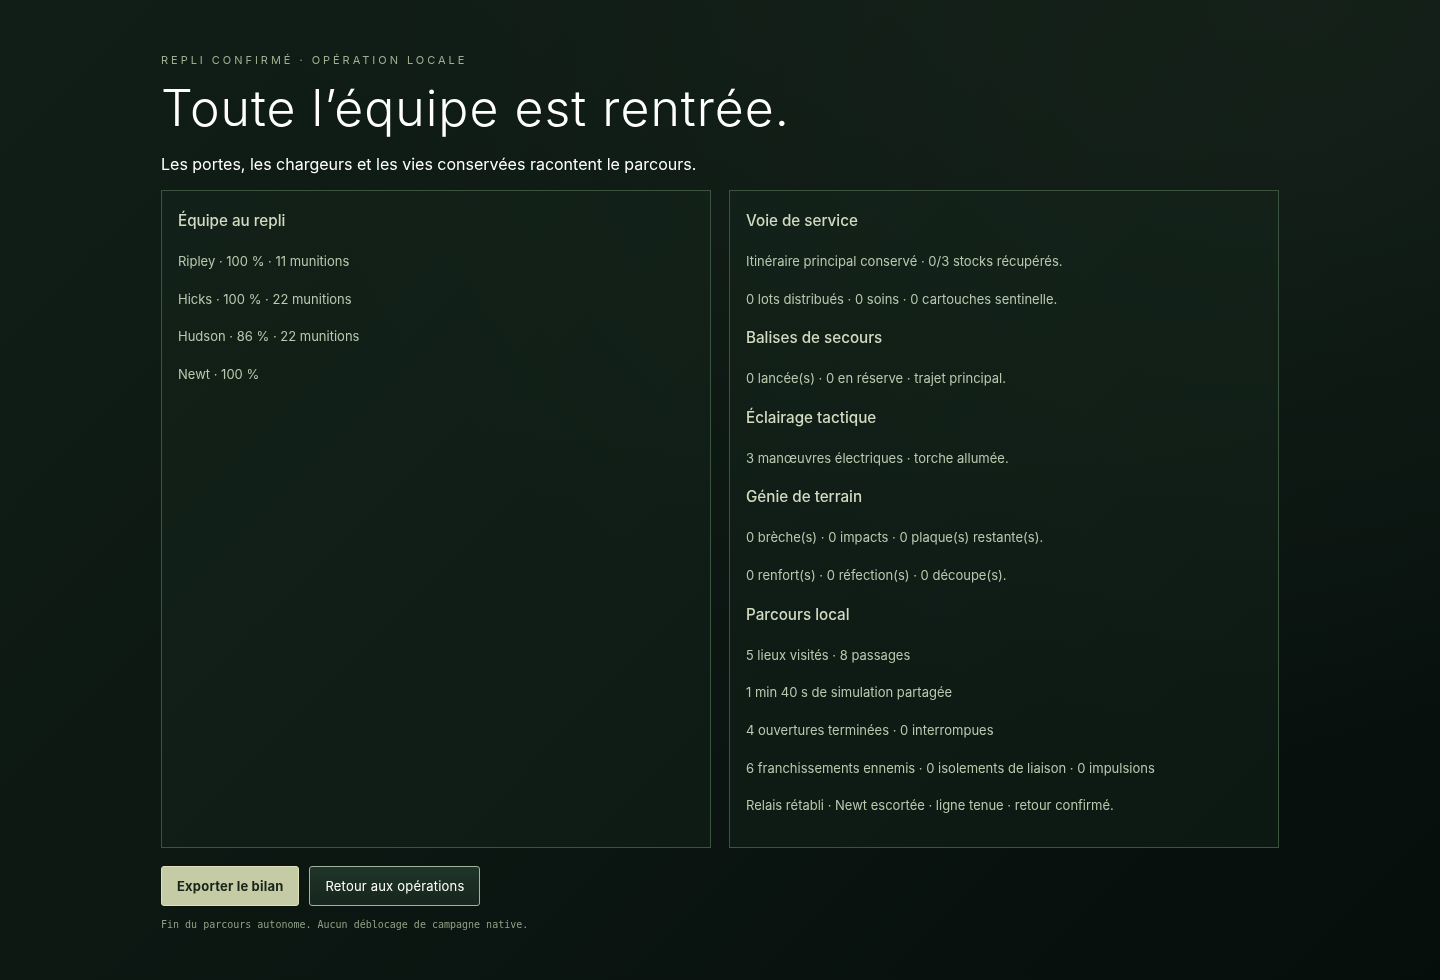 REPLI CONFIRMÉ · OPÉRATION LOCALE
Toute l’équipe est rentrée.
Les portes, les chargeurs et les vies conservées racontent le parcours.
Équipe au repli
Ripley · 100 % · 11 munitions
Hicks · 100 % · 22 munitions
Hudson · 86 % · 22 munitions
Newt · 100 %
Voie de service
Itinéraire principal conservé · 0/3 stocks récupérés.
0 lots distribués · 0 soins · 0 cartouches sentinelle.
Balises de secours
0 lancée(s) · 0 en réserve · trajet principal.
Éclairage tactique
3 manœuvres électriques · torche allumée.
Génie de terrain
0 brèche(s) · 0 impacts · 0 plaque(s) restante(s).
0 renfort(s) · 0 réfection(s) · 0 découpe(s).
Parcours local
5 lieux visités · 8 passages
1 min 40 s de simulation partagée
4 ouvertures terminées · 0 interrompues
6 franchissements ennemis · 0 isolements de liaison · 0 impulsions
Relais rétabli · Newt escortée · ligne tenue · retour confirmé.
Exporter le bilan
Retour aux opérations
Fin du parcours autonome. Aucun déblocage de campagne native.